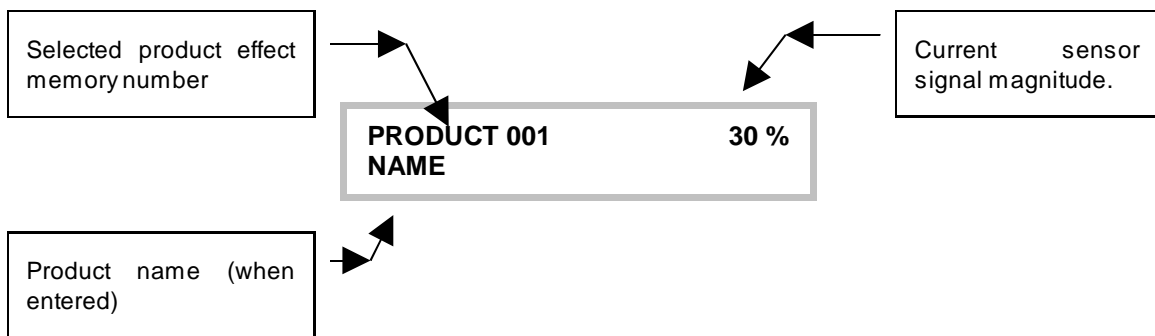 Selected product effect
memory number
Current sensor
signal magnitude.
PRODUCT 001 30 %
NAME
Product name (when
entered)